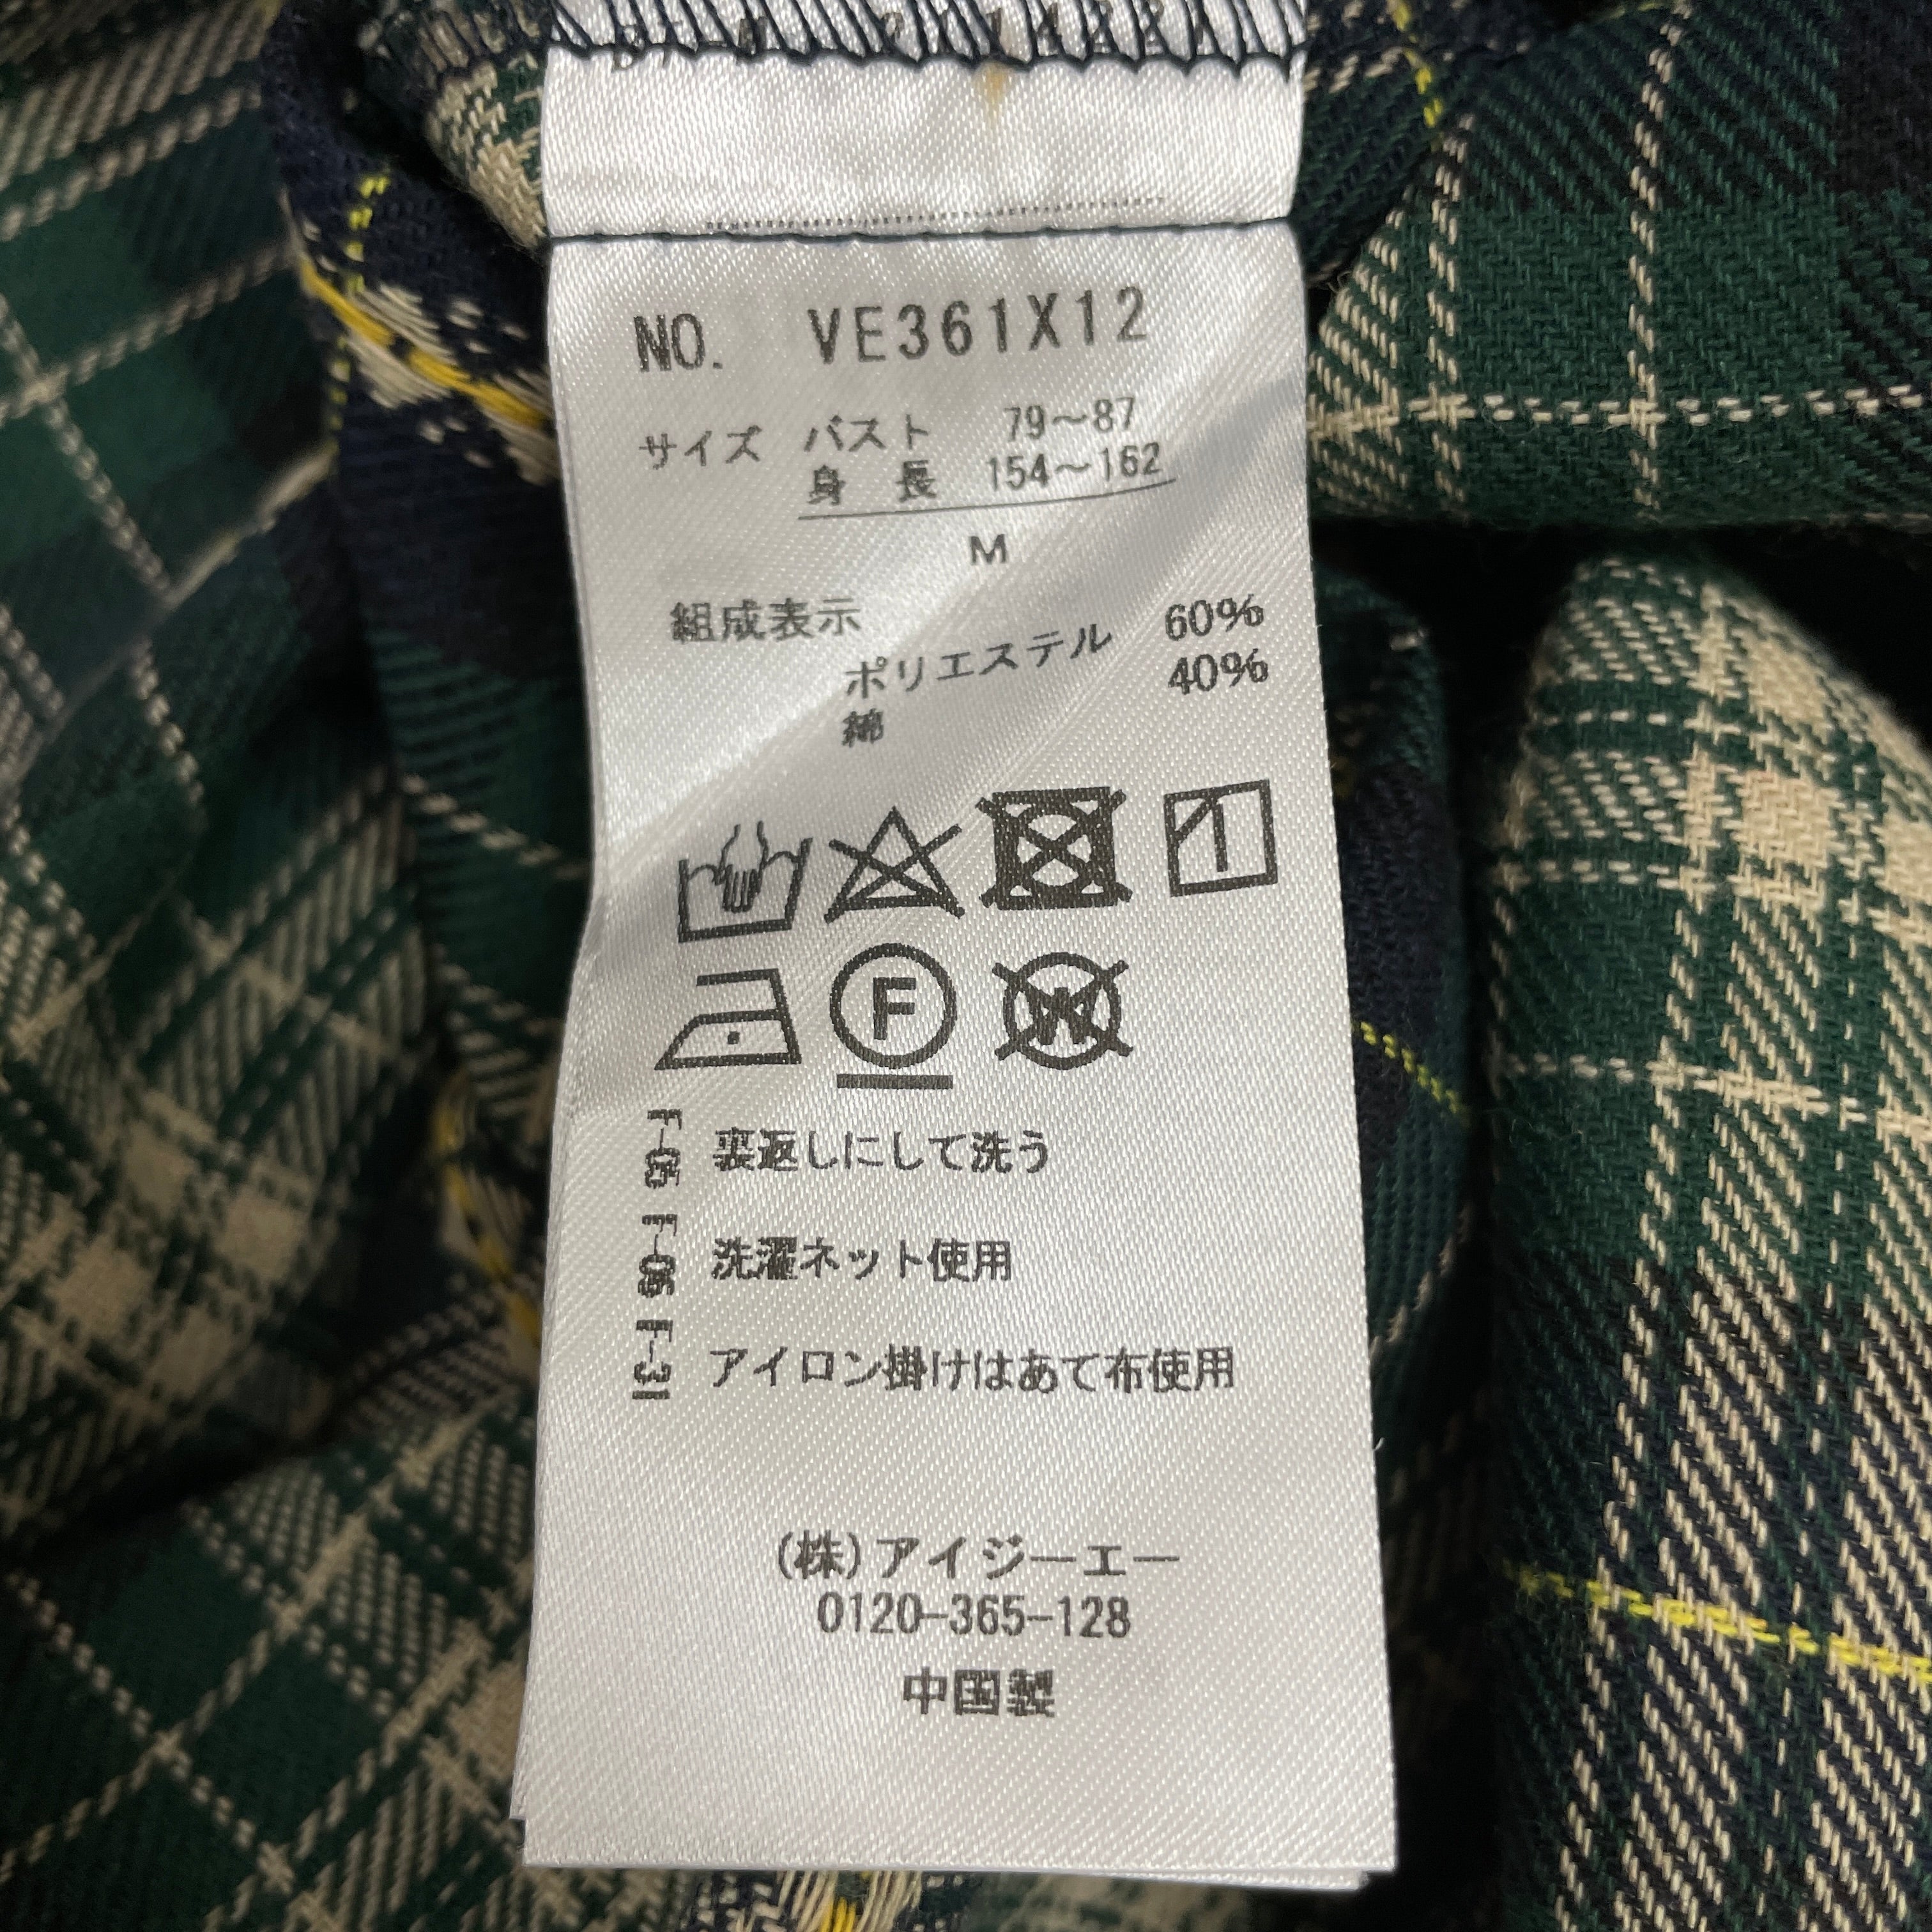 NO. VE361X12
サイズ バスト 79～87
身 長 154～162
M
組成表示
ポリエステル 60%
綿 40%
F
W
F-05 裏返しにして洗う
F-06 洗濯ネット使用
F-31 アイロン掛けはあて布使用
(株)アイジーエー
0120-365-128
中国製